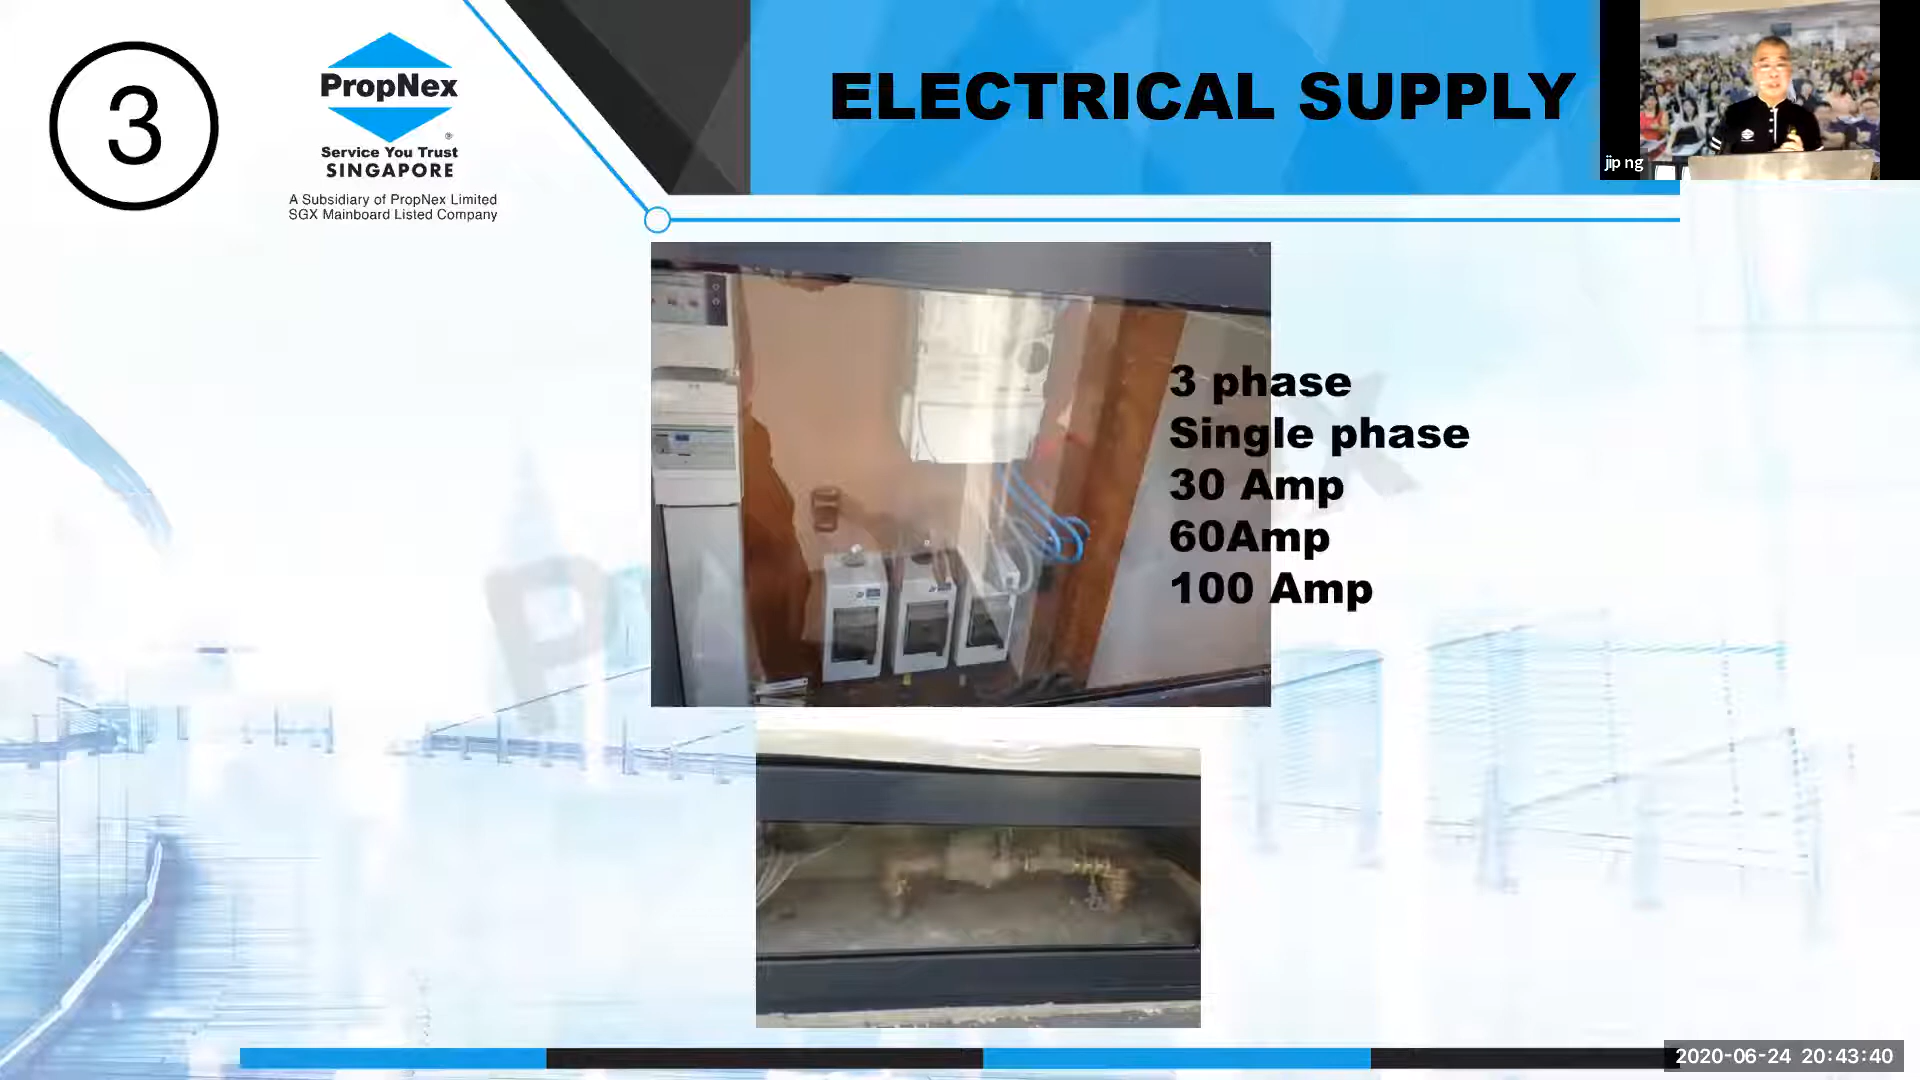 3
PropNex
®
Service You Trust
SINGAPORE
A Subsidiary of PropNex Limited
SGX Mainboard Listed Company
ELECTRICAL SUPPLY
jip ng
3 phase
Single phase
30 Amp
60Amp
100 Amp
2020-06-24 20:43:40